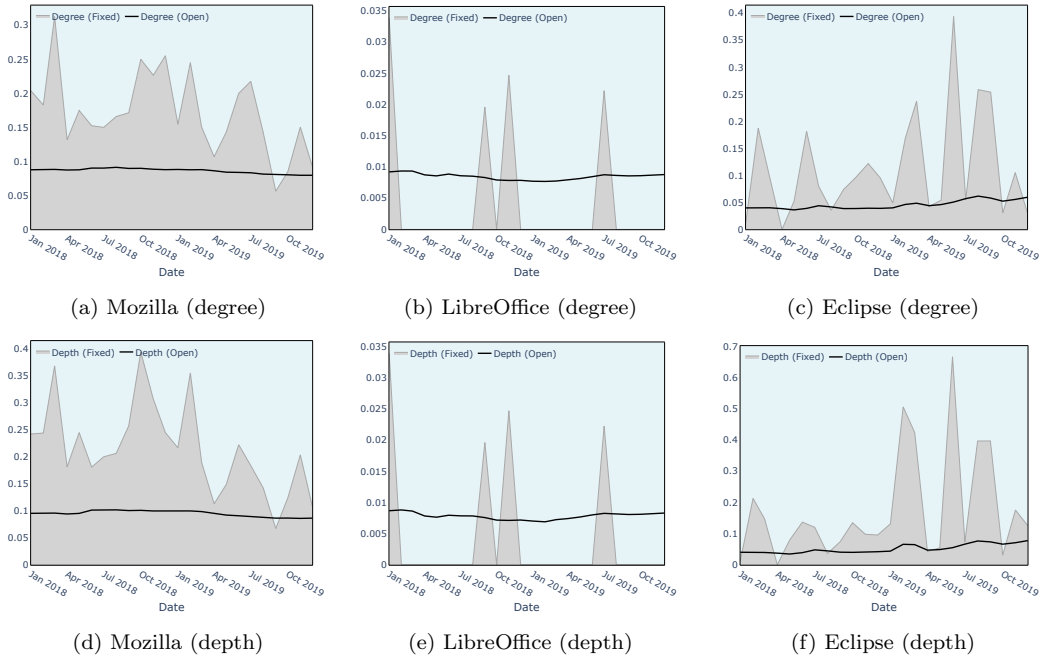 Degree (Fixed) Degree (Open)
0.3
0.25
0.2
0.15
0.1
0.05
0
Jan 2018 Apr 2018 Jul 2018 Oct 2018 Jan 2019 Apr 2019 Jul 2019 Oct 2019
Date
(a) Mozilla (degree)
Degree (Fixed) Degree (Open)
0.035
0.03
0.025
0.02
0.015
0.01
0.005
0
Jan 2018 Apr 2018 Jul 2018 Oct 2018 Jan 2019 Apr 2019 Jul 2019 Oct 2019
Date
(b) LibreOffice (degree)
Degree (Fixed) Degree (Open)
0.4
0.35
0.3
0.25
0.2
0.15
0.1
0.05
0
Jan 2018 Apr 2018 Jul 2018 Oct 2018 Jan 2019 Apr 2019 Jul 2019 Oct 2019
Date
(c) Eclipse (degree)
Depth (Fixed) Depth (Open)
0.4
0.35
0.3
0.25
0.2
0.15
0.1
0.05
0
Jan 2018 Apr 2018 Jul 2018 Oct 2018 Jan 2019 Apr 2019 Jul 2019 Oct 2019
Date
(d) Mozilla (depth)
Depth (Fixed) Depth (Open)
0.035
0.03
0.025
0.02
0.015
0.01
0.005
0
Jan 2018 Apr 2018 Jul 2018 Oct 2018 Jan 2019 Apr 2019 Jul 2019 Oct 2019
Date
(e) LibreOffice (depth)
Depth (Fixed) Depth (Open)
0.7
0.6
0.5
0.4
0.3
0.2
0.1
0
Jan 2018 Apr 2018 Jul 2018 Oct 2018 Jan 2019 Apr 2019 Jul 2019 Oct 2019
Date
(f) Eclipse (depth)